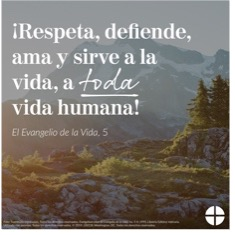 ¡Respeta, defiende,
ama y sirve a la
vida, a toda
vida humana!
El Evangelio de la Vida, 5